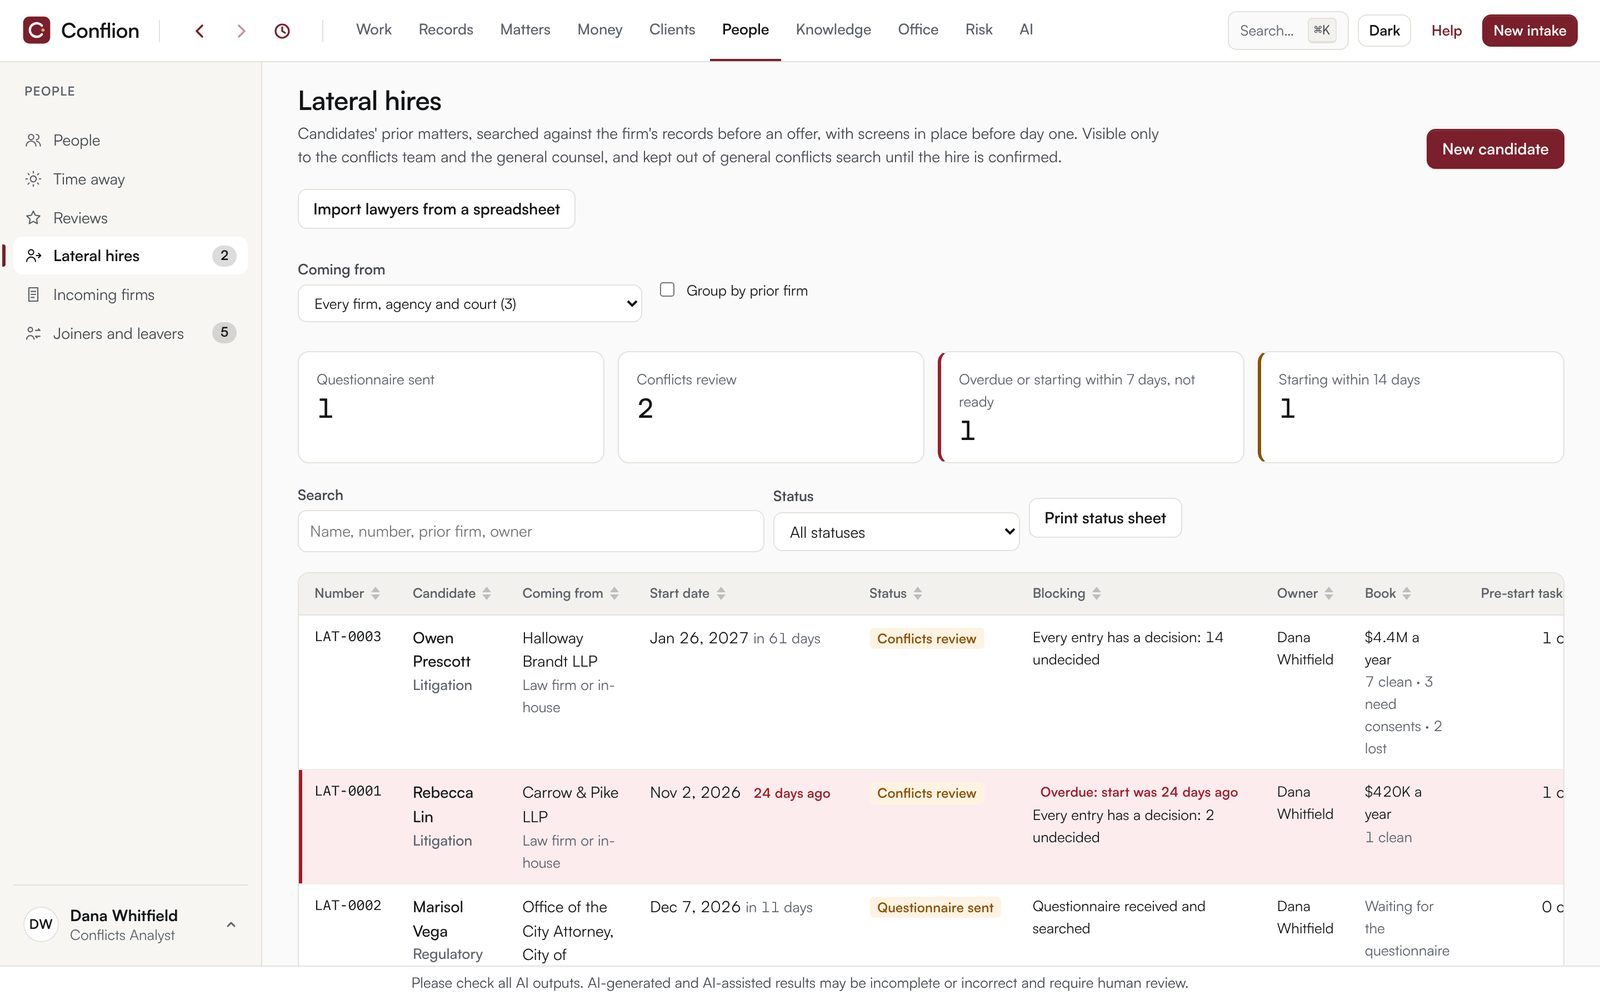 Conflion
Work
Records
Matters
Money
Clients
People
Knowledge
Office
Risk
AI
Search...
⌘K
Dark
Help
New intake
PEOPLE
People
Time away
Reviews
Lateral hires 2
Incoming firms
Joiners and leavers 5
Lateral hires
Candidates' prior matters, searched against the firm's records before an offer, with screens in place before day one. Visible only
to the conflicts team and the general counsel, and kept out of general conflicts search until the hire is confirmed.
New candidate
Import lawyers from a spreadsheet
Coming from
Every firm, agency and court (3)
Group by prior firm
Questionnaire sent
1
Conflicts review
2
Overdue or starting within 7 days, not
ready
1
Starting within 14 days
1
Search
Name, number, prior firm, owner
Status
All statuses
Print status sheet
Number
Candidate
Coming from
Start date
Status
Blocking
Owner
Book
Pre-start task
LAT-0003
Owen
Prescott
Litigation
Halloway
Brandt LLP
Law firm or in-
house
Jan 26, 2027 in 61 days
Conflicts review
Every entry has a decision: 14
undecided
Dana
Whitfield
$4.4M a
year
7 clean · 3
need
consents · 2
lost
1 c
LAT-0001
Rebecca
Lin
Litigation
Carrow & Pike
LLP
Law firm or in-
house
Nov 2, 2026 24 days ago
Conflicts review
Overdue: start was 24 days ago
Every entry has a decision: 2
undecided
Dana
Whitfield
$420K a
year
1 clean
1 c
LAT-0002
Marisol
Vega
Regulatory
Office of the
City Attorney,
City of
Dec 7, 2026 in 11 days
Questionnaire sent
Questionnaire received and
searched
Dana
Whitfield
Waiting for
the
questionnaire
0 c
DW
Dana Whitfield
Conflicts Analyst
Please check all AI outputs. AI-generated and AI-assisted results may be incomplete or incorrect and require human review.